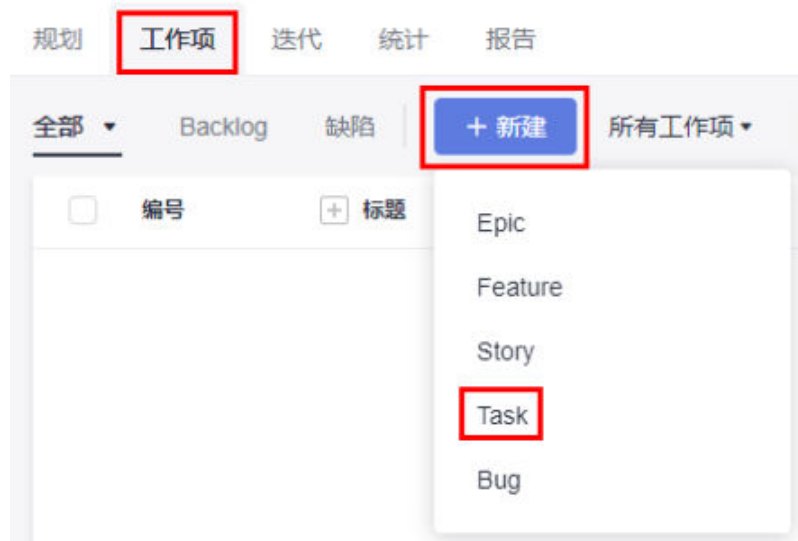 规划 工作项 迭代 统计 报告
全部 Backlog 缺陷 + 新建 所有工作项
编号 标题
Epic
Feature
Story
Task
Bug